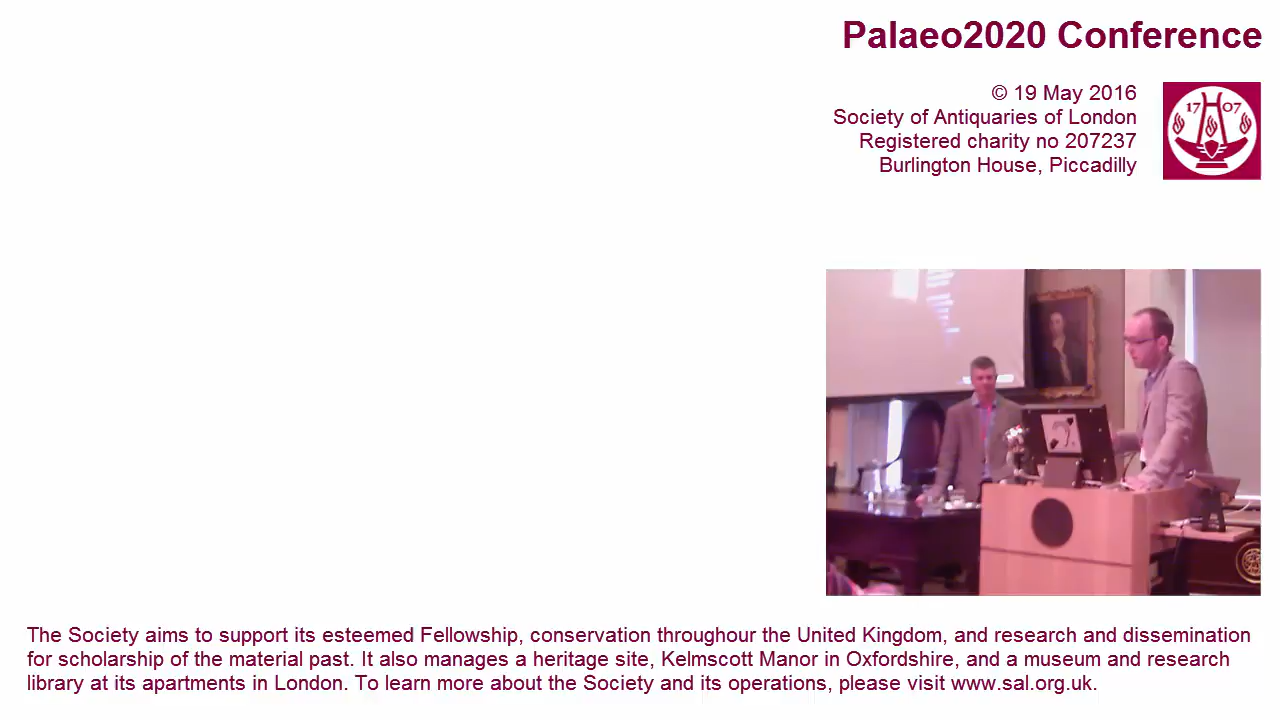 Palaeo2020 Conference
© 19 May 2016
Society of Antiquaries of London
Registered charity no 207237
Burlington House, Piccadilly
17 07
The Society aims to support its esteemed Fellowship, conservation throughour the United Kingdom, and research and dissemination
for scholarship of the material past. It also manages a heritage site, Kelmscott Manor in Oxfordshire, and a museum and research
library at its apartments in London. To learn more about the Society and its operations, please visit www.sal.org.uk.